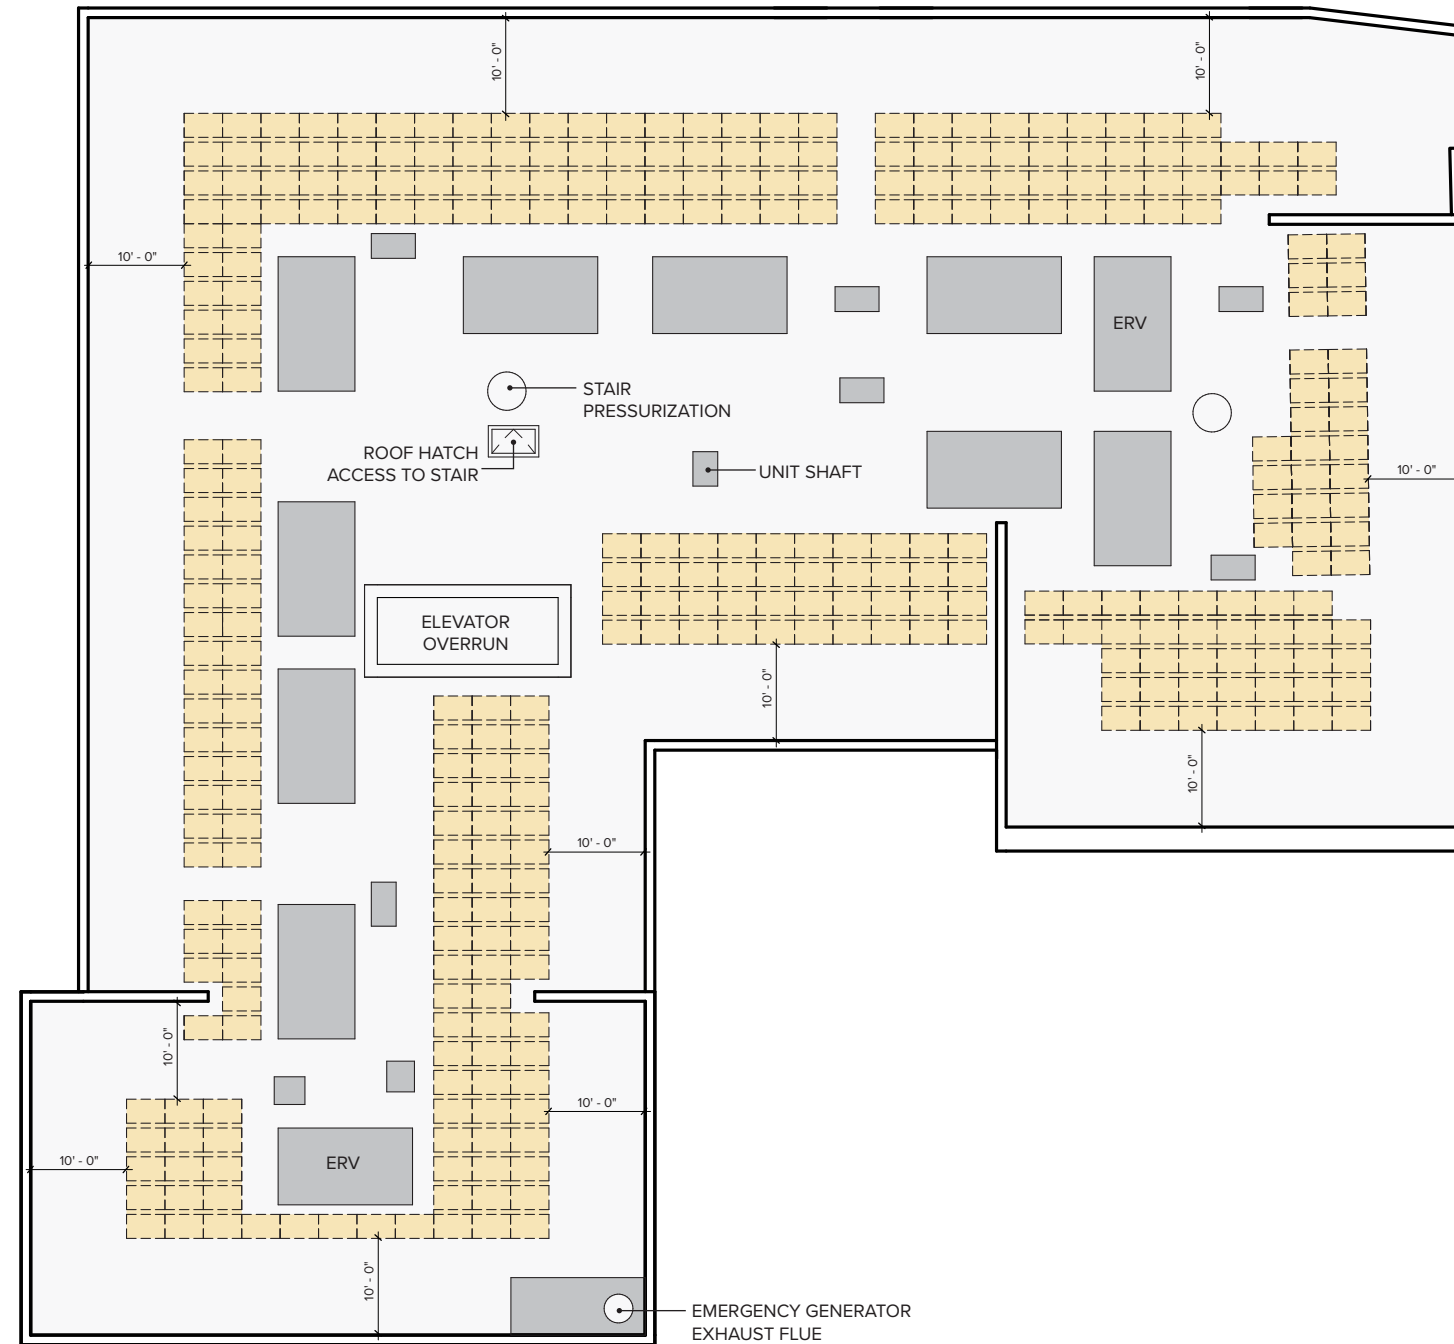 10' - 0"
10' - 0"
10' - 0"
ERV
STAIR
PRESSURIZATION
ROOF HATCH
ACCESS TO STAIR
UNIT SHAFT
10' - 0"
ELEVATOR
OVERRUN
10' - 0"
10' - 0"
10' - 0"
10' - 0"
10' - 0"
10' - 0"
ERV
10' - 0"
EMERGENCY GENERATOR
EXHAUST FLUE